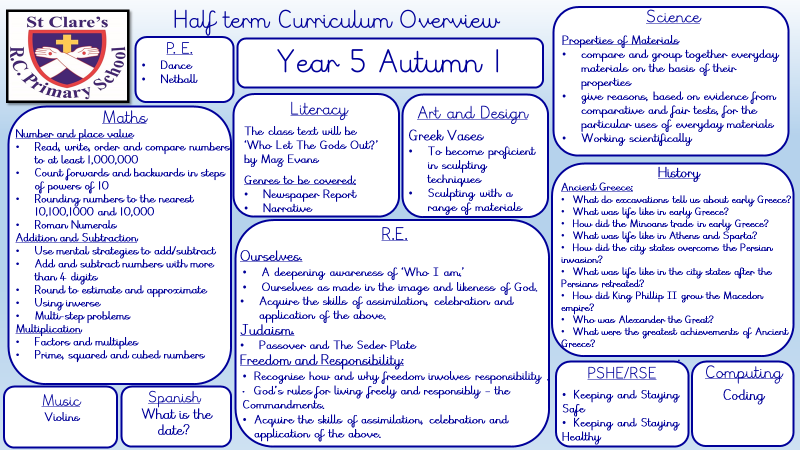 St Clare's
R.C. Primary School
Half term Curriculum Overview
Year 5 Autumn 1
P. E.
• Dance
• Netball
Maths
Number and place value
• Read, write, order and compare numbers
to at least 1,000,000
• Count forwards and backwards in steps
of powers of 10
• Rounding numbers to the nearest
10,100,1000 and 10,000
• Roman Numerals
Addition and Subtraction
• Use mental strategies to add/subtract
• Add and subtract numbers with more
than 4 digits
• Round to estimate and approximate
• Using inverse
• Multi-step problems
Multiplication
• Factors and multiples
• Prime, squared and cubed numbers
Literacy
The class text will be
'Who Let The Gods Out?'
by Maz Evans
Genres to be covered:
• Newspaper Report
• Narrative
Art and Design
Greek Vases
• To become proficient
in sculpting
techniques
• Sculpting with a
range of materials
Science
Properties of Materials
• compare and group together everyday
materials on the basis of their
properties
• give reasons, based on evidence from
comparative and fair tests, for the
particular uses of everyday materials
• Working scientifically
R.E.
Ourselves.
• A deepening awareness of 'Who I am.'
• Ourselves as made in the image and likeness of God.
• Acquire the skills of assimilation, celebration and
application of the above.
Judaism.
• Passover and The Seder Plate
Freedom and Responsibility:
• Recognise how and why freedom involves responsibility .
• God's rules for living freely and responsibly – the
Commandments.
• Acquire the skills of assimilation, celebration and
application of the above.
History
Ancient Greece:
• What do excavations tell us about early Greece?
• What was life like in early Greece?
• How did the Minoans trade in early Greece?
• What was life like in Athens and Sparta?
• How did the city states overcome the Persian
invasion?
• What was life like in the city states after the
Persians retreated?
• How did King Phillip II grow the Macedon
empire?
• Who was Alexander the Great?
• What were the greatest achievements of Ancient
Greece?
Music
Violins
Spanish
What is the
date?
PSHE/RSE
• Keeping and Staying
Safe
• Keeping and Staying
Healthy
Computing
Coding